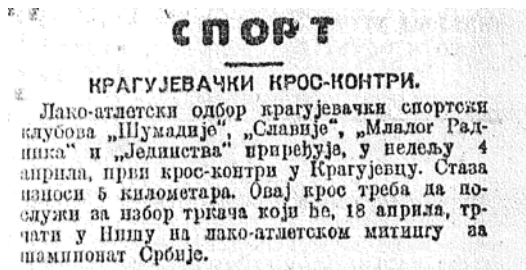 СПОРТ
КРАГУЈЕВАЧКИ КРОС-КОНТРИ.
Лако-атлетски одбор крагујевачки спортски
клубова „Шумадије“, „Славије“, „Млалог Рад-
ника“ и „Јединства“ приређује, у недељу 4
априла, први крос-контри у Крагујевцу. Стаза
износи 5 километара. Овај крос треба да по-
служи за избор тркача који ће, 18 априла, тр-
чати у Нишу на лако-атлетском митингу за
шампионат Србије.